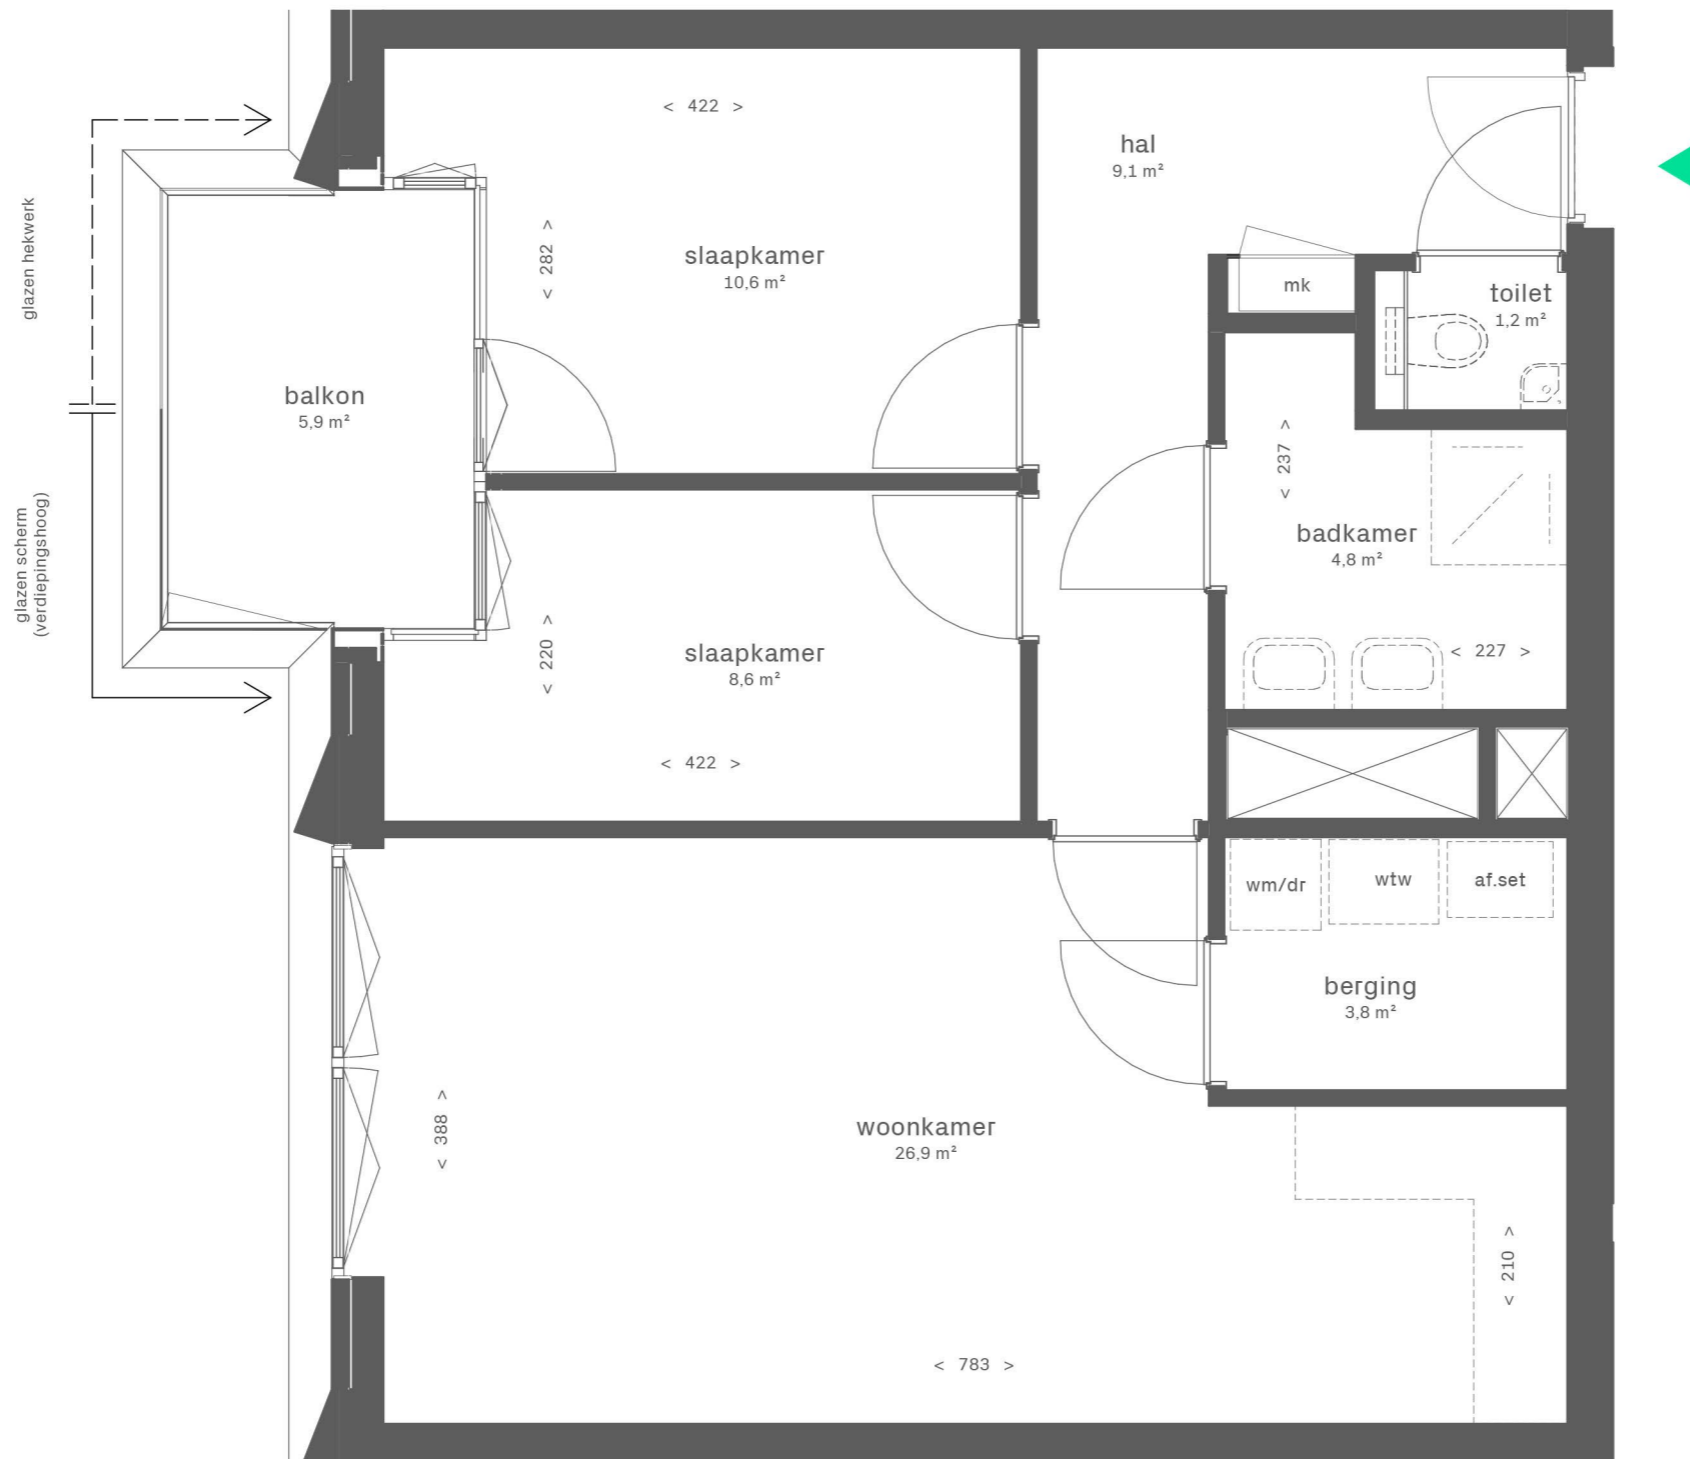 < 422 >
hal
9,1 m²
glazen hekwerk
< 282 >
slaapkamer
10,6 m²
mk
toilet
1,2 m²
balkon
5,9 m²
< 237 >
badkamer
4,8 m²
glazen scherm
(verdiepingshoog)
< 220 >
slaapkamer
8,6 m²
< 227 >
< 422 >
wm/dr
wtw
af.set
berging
3,8 m²
< 388 >
woonkamer
26,9 m²
< 210 >
< 783 >